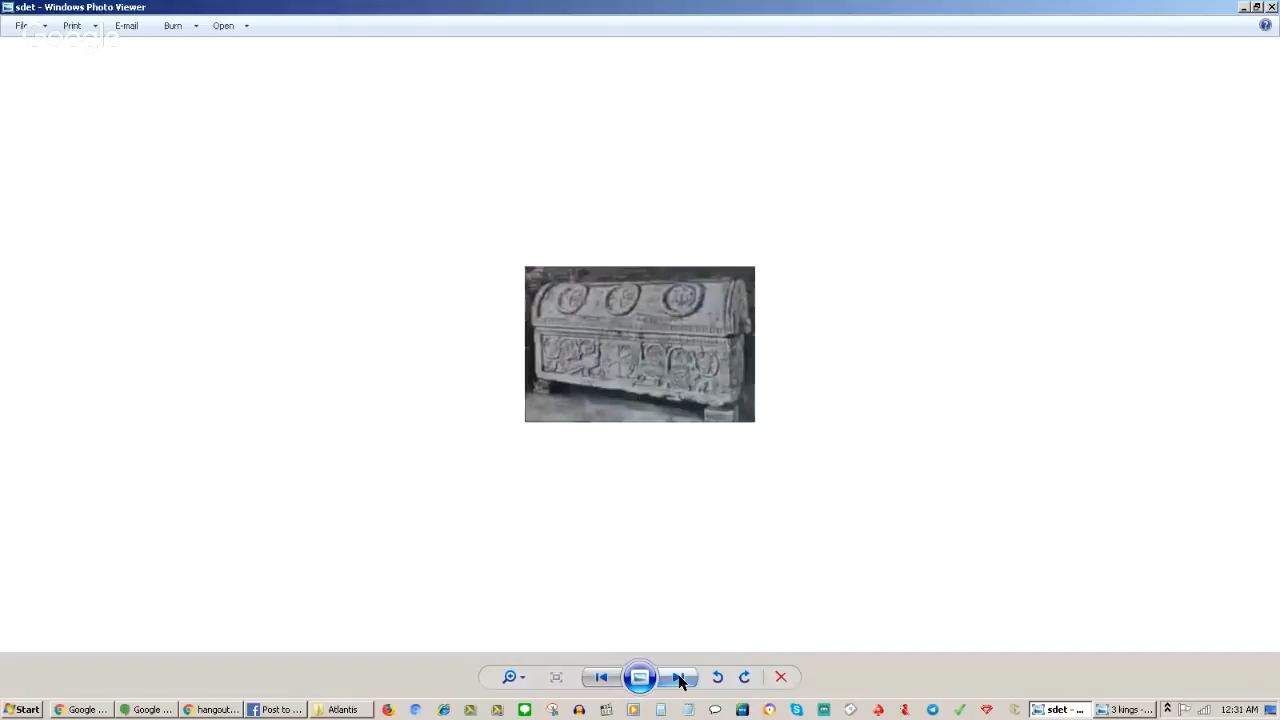 sdet - Windows Photo Viewer
File Print E-mail Burn Open
Google
Start
Google ...
Google ...
hangout...
Post to ...
Atlantis
sdet - ...
3 kings -...
12:31 AM